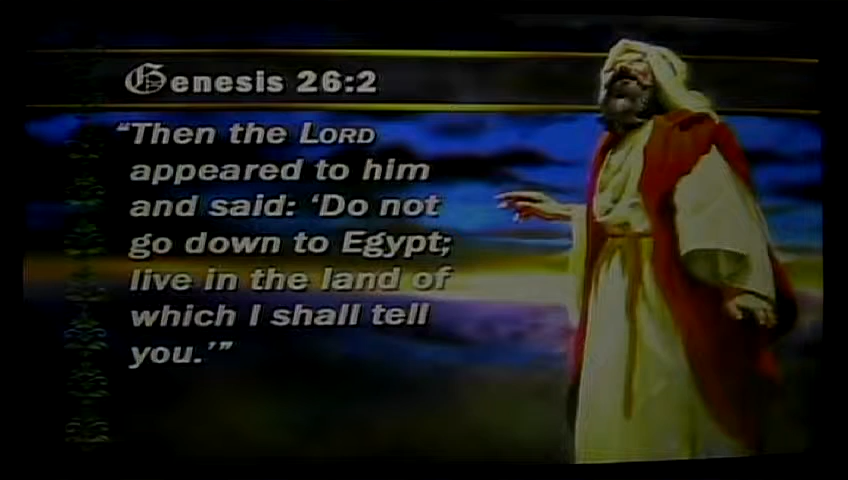 Genesis 26:2
“Then the LORD
appeared to him
and said: ‘Do not
go down to Egypt;
live in the land of
which I shall tell
you.’”